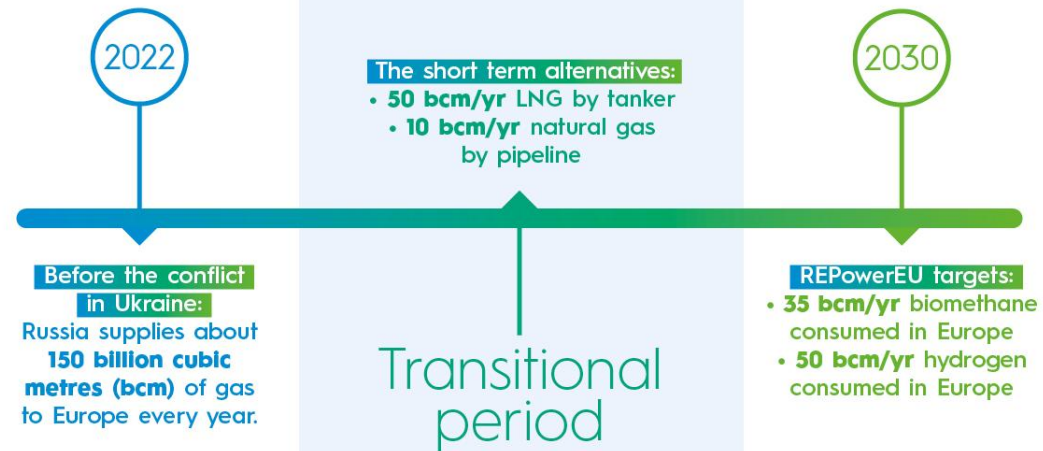 2022
Before the conflict
in Ukraine:
Russia supplies about
150 billion cubic
metres (bcm) of gas
to Europe every year.
The short term alternatives:
• 50 bcm/yr LNG by tanker
• 10 bcm/yr natural gas
by pipeline
Transitional
period
2030
REPowerEU targets:
• 35 bcm/yr biomethane
consumed in Europe
• 50 bcm/yr hydrogen
consumed in Europe